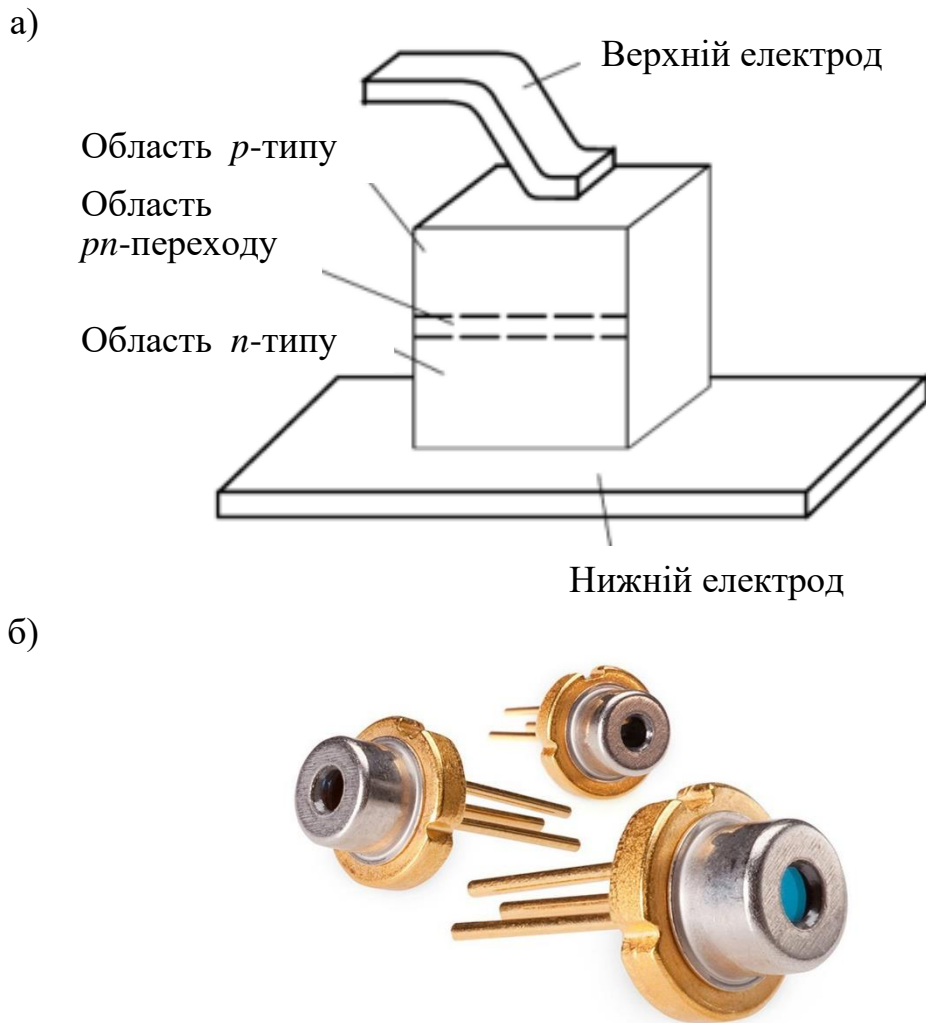 а)
Верхній електрод
Область p-типу
Область
pn-переходу
Область n-типу
Нижній електрод
б)